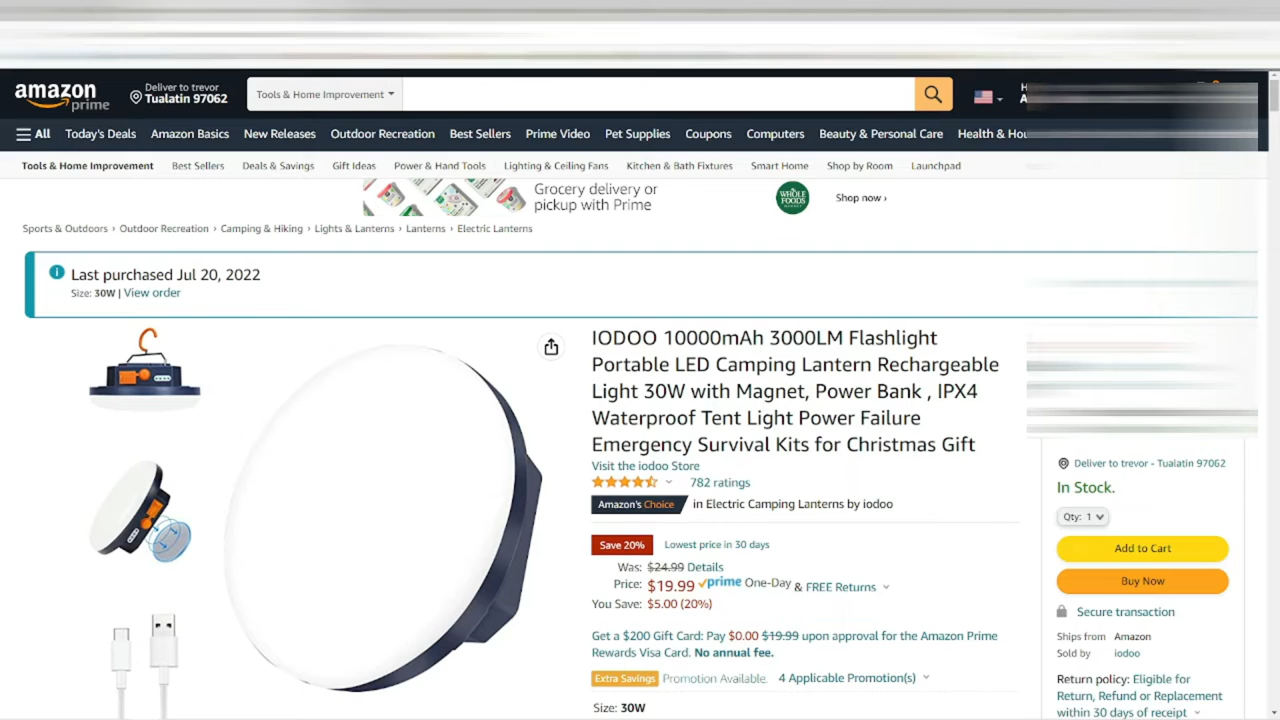 amazon prime
Deliver to trevor
Tualatin 97062
Tools & Home Improvement
All Today's Deals Amazon Basics New Releases Outdoor Recreation Best Sellers Prime Video Pet Supplies Coupons Computers Beauty & Personal Care Health &
Tools & Home Improvement Best Sellers Deals & Savings Gift Ideas Power & Hand Tools Lighting & Ceiling Fans Kitchen & Bath Fixtures Smart Home Shop by Room Launchpad
Grocery delivery or
pickup with Prime
WHOLE
FOODS
MARKET
Shop now ›
Sports & Outdoors › Outdoor Recreation › Camping & Hiking › Lights & Lanterns › Lanterns › Electric Lanterns
Last purchased Jul 20, 2022
Size: 30W | View order
IODOO 10000mAh 3000LM Flashlight
Portable LED Camping Lantern Rechargeable
Light 30W with Magnet, Power Bank , IPX4
Waterproof Tent Light Power Failure
Emergency Survival Kits for Christmas Gift
Visit the iodoo Store
782 ratings
Amazon's Choice in Electric Camping Lanterns by iodoo
Save 20% Lowest price in 30 days
Was: $24.99 Details
Price: $19.99 prime One-Day & FREE Returns
You Save: $5.00 (20%)
Get a $200 Gift Card: Pay $0.00 $19.99 upon approval for the Amazon Prime
Rewards Visa Card. No annual fee.
Extra Savings Promotion Available. 4 Applicable Promotion(s)
Size: 30W
Deliver to trevor - Tualatin 97062
In Stock.
Qty: 1
Add to Cart
Buy Now
Secure transaction
Ships from Amazon
Sold by iodoo
Return policy: Eligible for
Return, Refund or Replacement
within 30 days of receipt